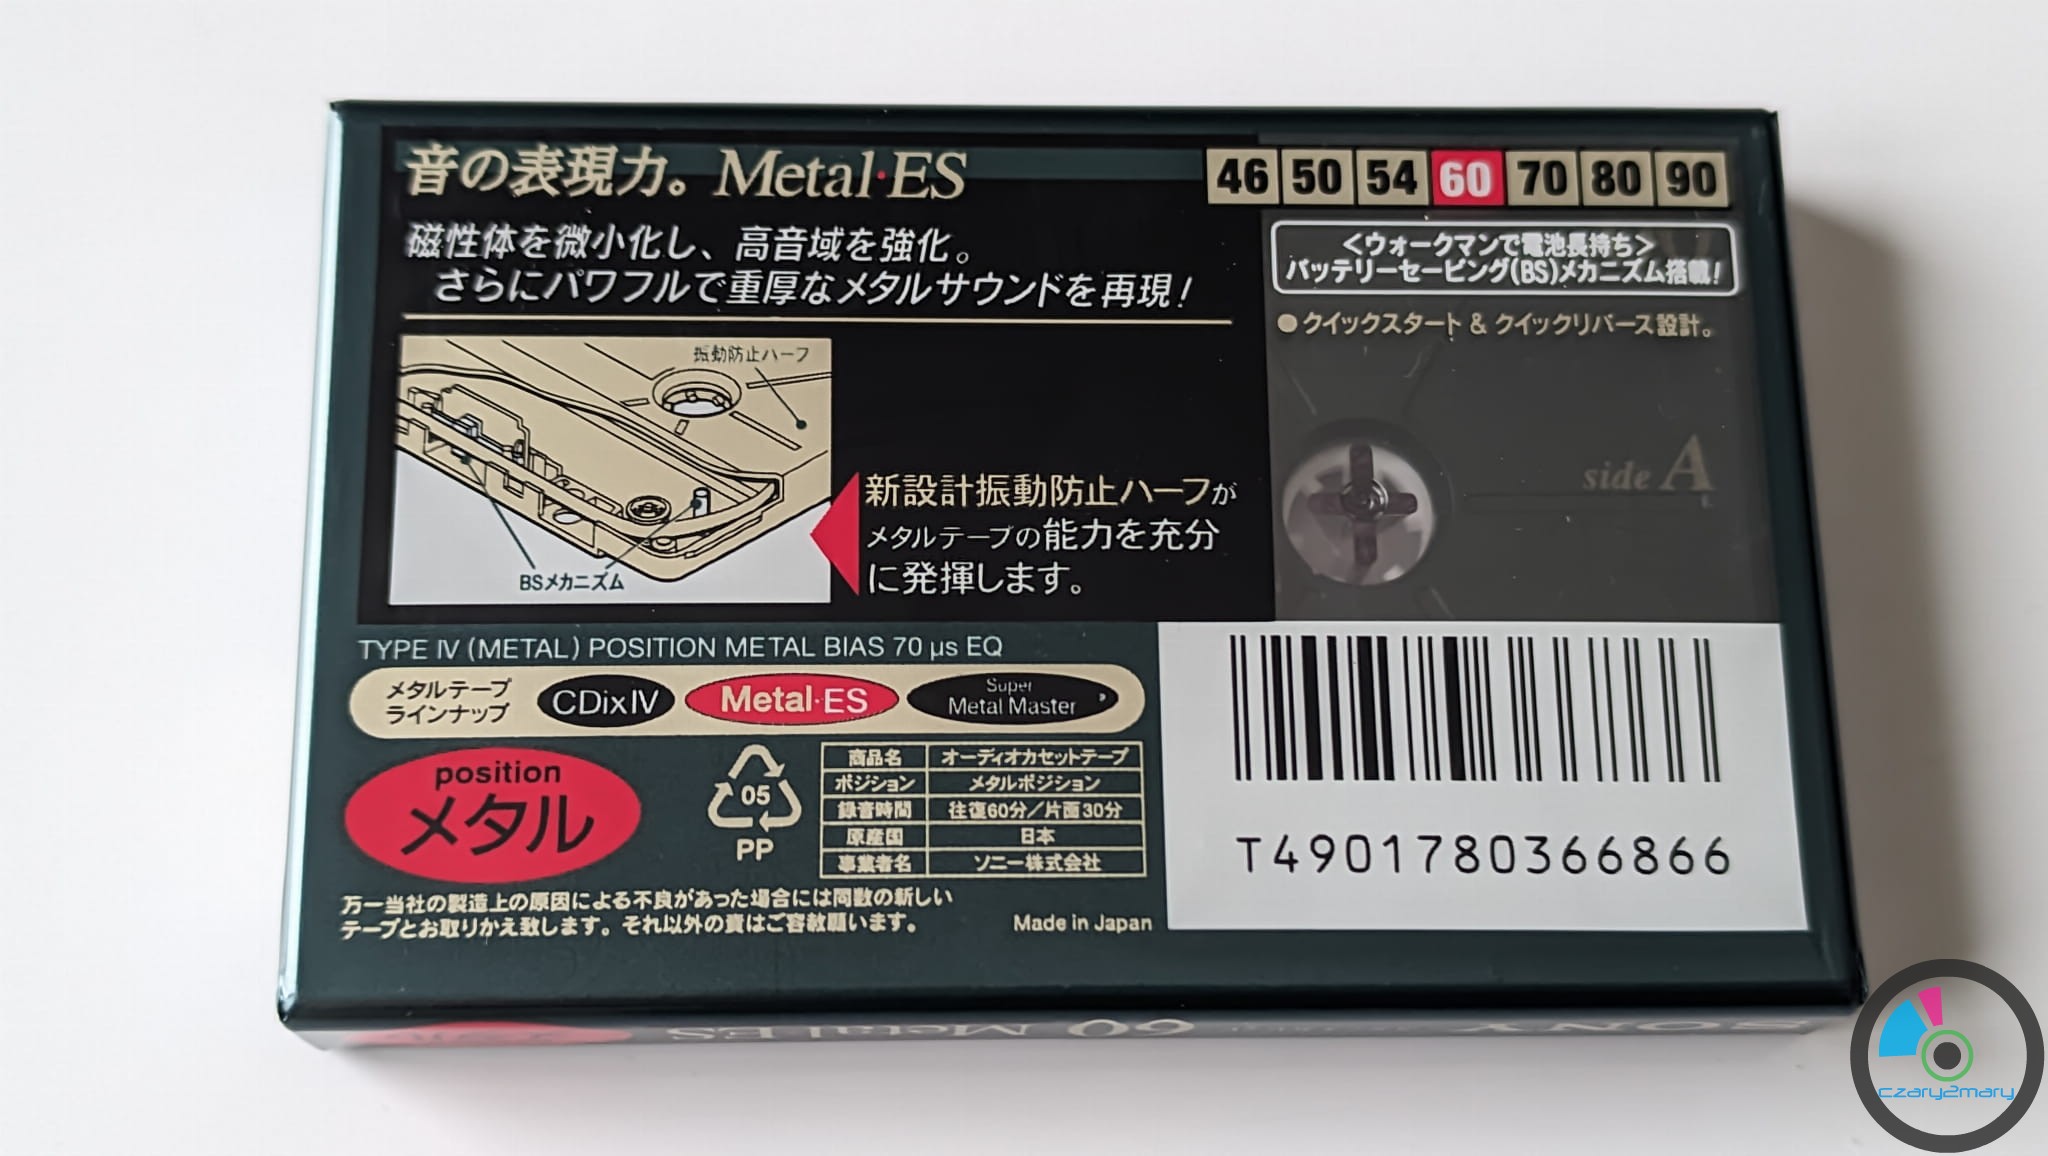 音の表現力。Metal·ES
46 50 54 60 70 80 90
磁性体を微小化し、高音域を強化。
さらにパワフルで重厚なメタルサウンドを再現!
<ウォークマンで電池長持ち>
バッテリーセービング(BS)メカニズム搭載!
●クイックスタート & クイックリバース設計。
振動防止ハーフ
BSメカニズム
新設計振動防止ハーフが
メタルテープの能力を充分
に発揮します。
side A
TYPE IV (METAL) POSITION METAL BIAS 70 µs EQ
メタルテープ
ラインナップ
CDixIV
Metal·ES
Super
Metal Master
position
メタル
05
PP
商品名 オーディオカセットテープ
ポジション メタルポジション
録音時間 往復60分/片面30分
原産国 日本
事業者名 ソニー株式会社
T4901780366866
万一当社の製造上の原因による不良があった場合には同数の新しい
テープとお取りかえ致します。それ以外の責はご容赦願います。
Made in Japan
SONY
60
Metal ES
czary2mary